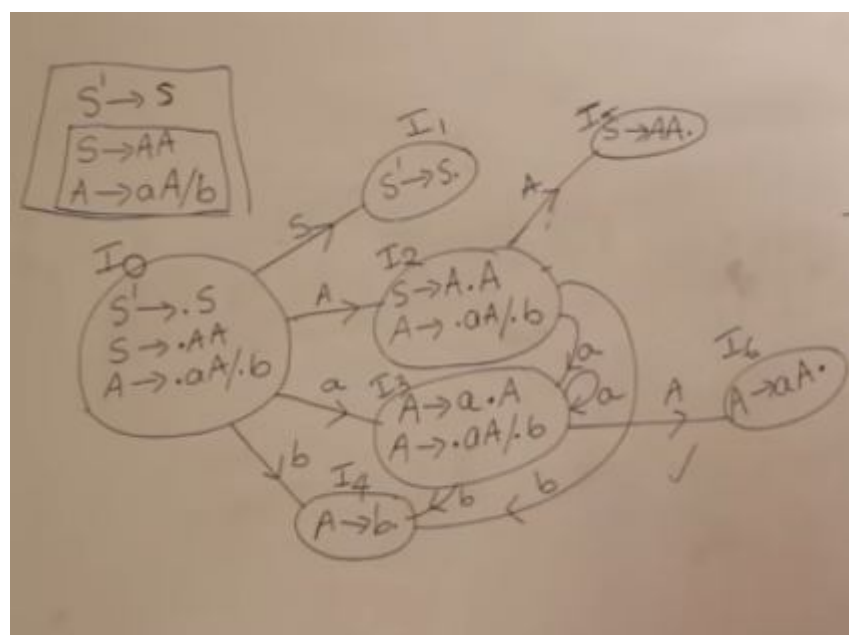 S' → S
S → AA
A → aA/b
I0
S' → .S
S → .AA
A → .aA/.b
S
I1
S' → S.
A
I2
S → A.A
A → .aA/.b
A
I5
S → AA.
a
I3
A → a.A
A → .aA/.b
a
a
A
I6
A → aA.
b
I4
A → b.
b
b